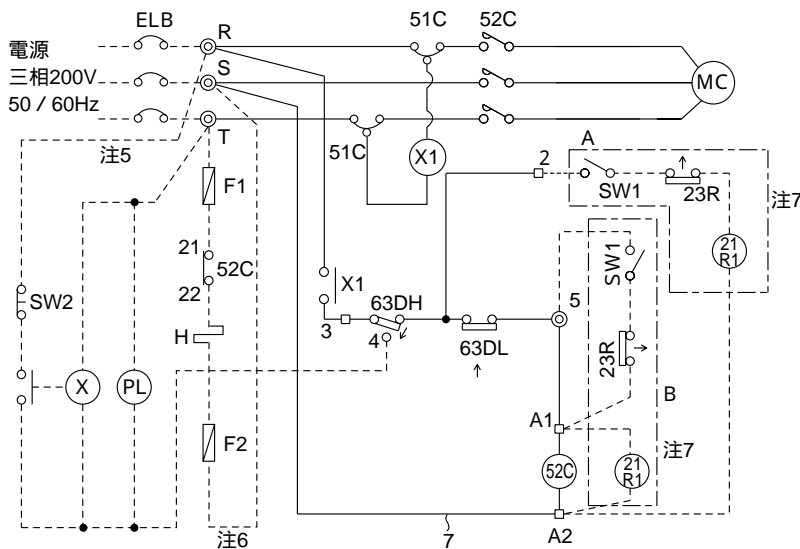 ELB
R
51C
52C
電源
三相200V
50 / 60Hz
S
MC
T
注5
51C
X1
2
A
SW1
23R
注7
21
R1
F1
21
52C
22
X1
SW1
SW2
3
63DH
5
4
63DL
23R
H
X
PL
B
A1
F2
52C
21
R1
注7
注6
7
A2